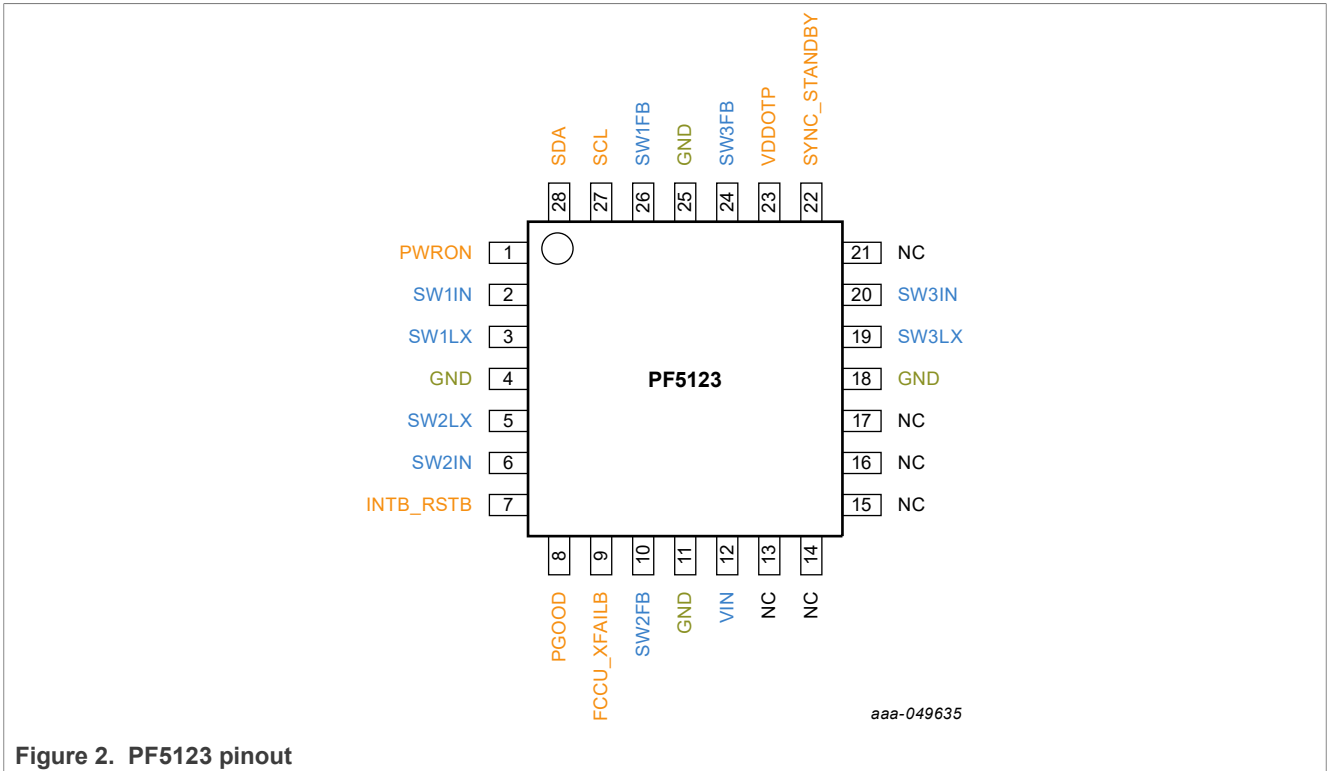 SDA
SCL
SW1FB
GND
SW3FB
VDDOTP
SYNC_STANDBY
28
27
26
25
24
23
22
PWRON 1
SW1IN 2
SW1LX 3
GND 4
SW2LX 5
SW2IN 6
INTB_RSTB 7
PF5123
21 NC
20 SW3IN
19 SW3LX
18 GND
17 NC
16 NC
15 NC
8
9
10
11
12
13
14
PGOOD
FCCU_XFAILB
SW2FB
GND
VIN
NC
NC
aaa-049635
Figure 2. PF5123 pinout